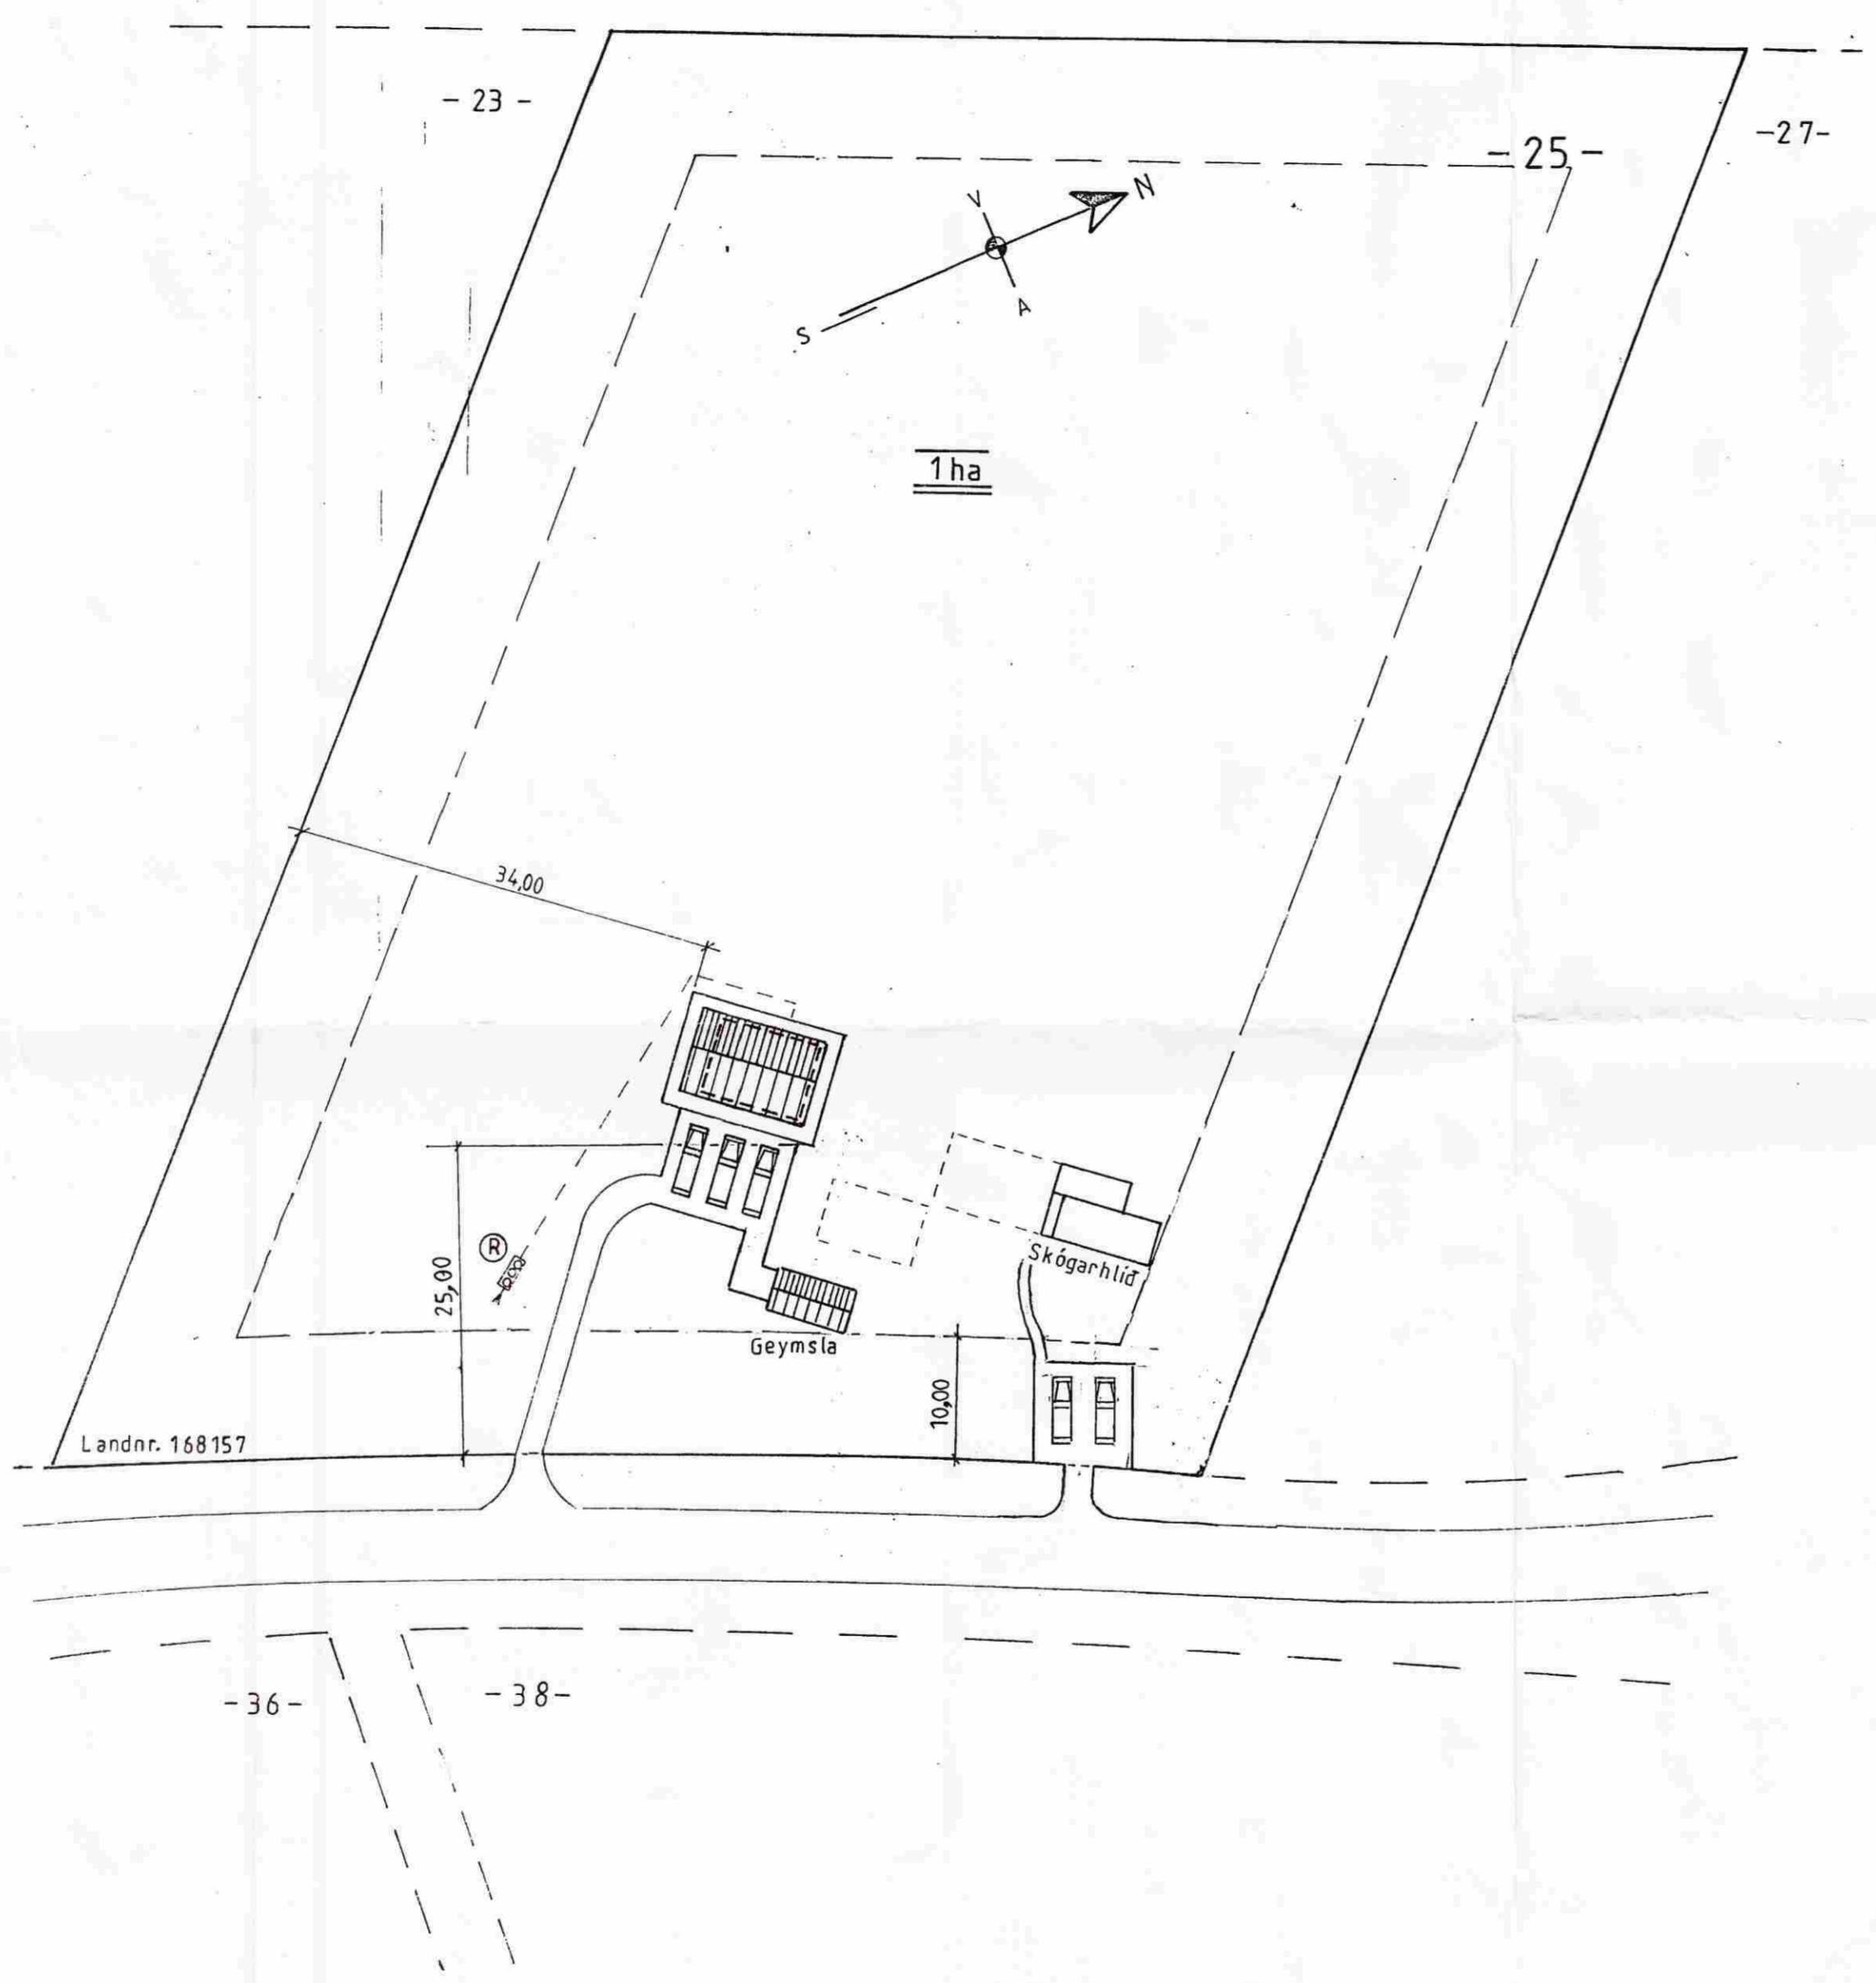 - 23 -
-27-
- 25 -
N
V
A
S
1 ha
34,00
R
25,00
Skógarhlíð
Geymsla
10,00
Landnr. 168157
-36-
-38-